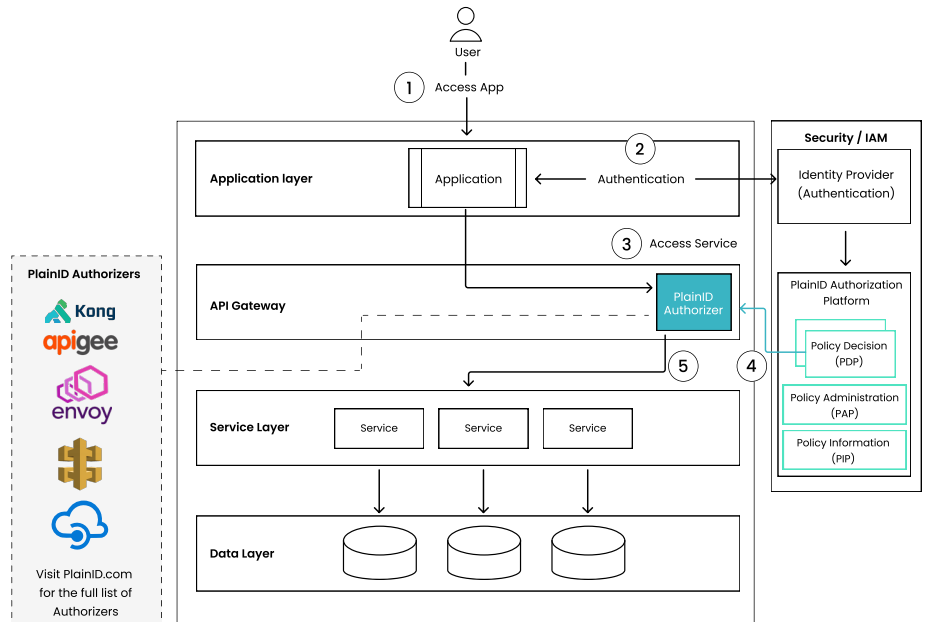 User
1
Access App
Security / IAM
2
Application layer
Application
Authentication
Identity Provider
(Authentication)
3
Access Service
PlainID Authorizers
Kong
apigee
envoy
Visit PlainID.com
for the full list of
Authorizers
API Gateway
PlainID
Authorizer
PlainID Authorization
Platform
Policy Decision
(PDP)
4
5
Policy Administration
(PAP)
Policy Information
(PIP)
Service Layer
Service
Service
Service
Data Layer